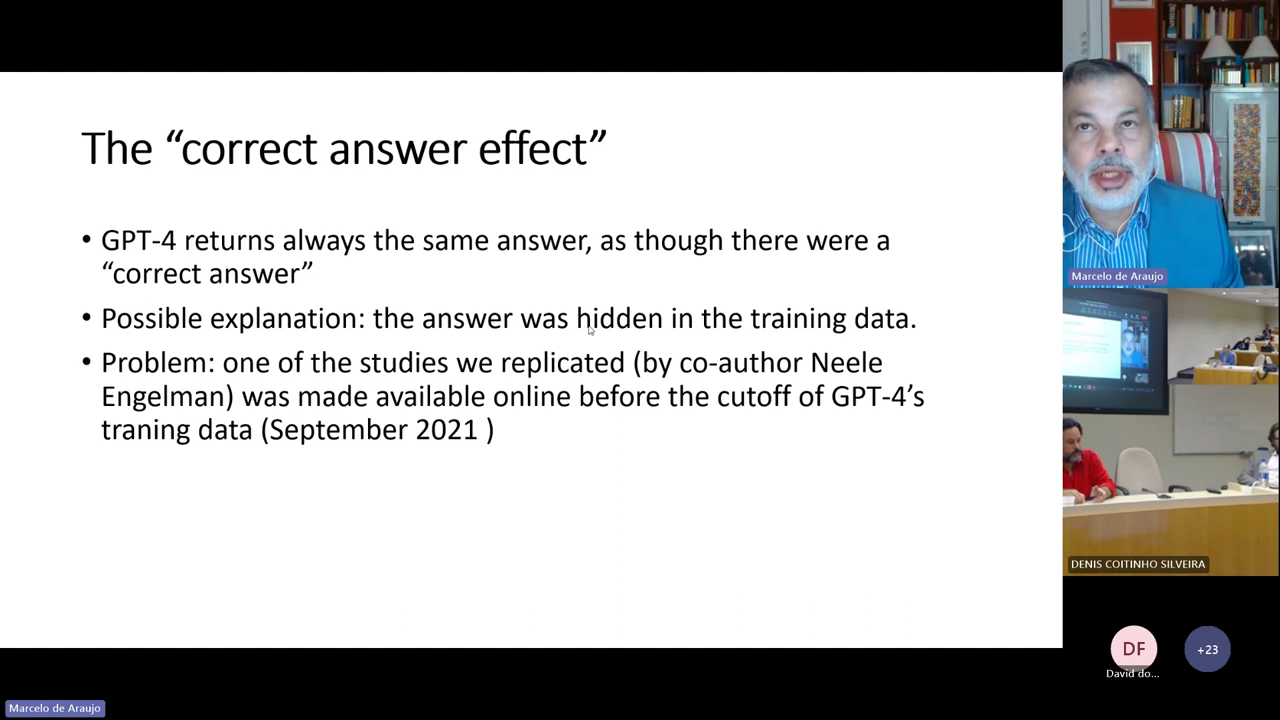 The “correct answer effect”
• GPT-4 returns always the same answer, as though there were a
“correct answer”
• Possible explanation: the answer was hidden in the training data.
• Problem: one of the studies we replicated (by co-author Neele
Engelman) was made available online before the cutoff of GPT-4’s
traning data (September 2021 )
Marcelo de Araujo
DENIS COITINHO SILVEIRA
DF
David do...
+23
Marcelo de Araujo